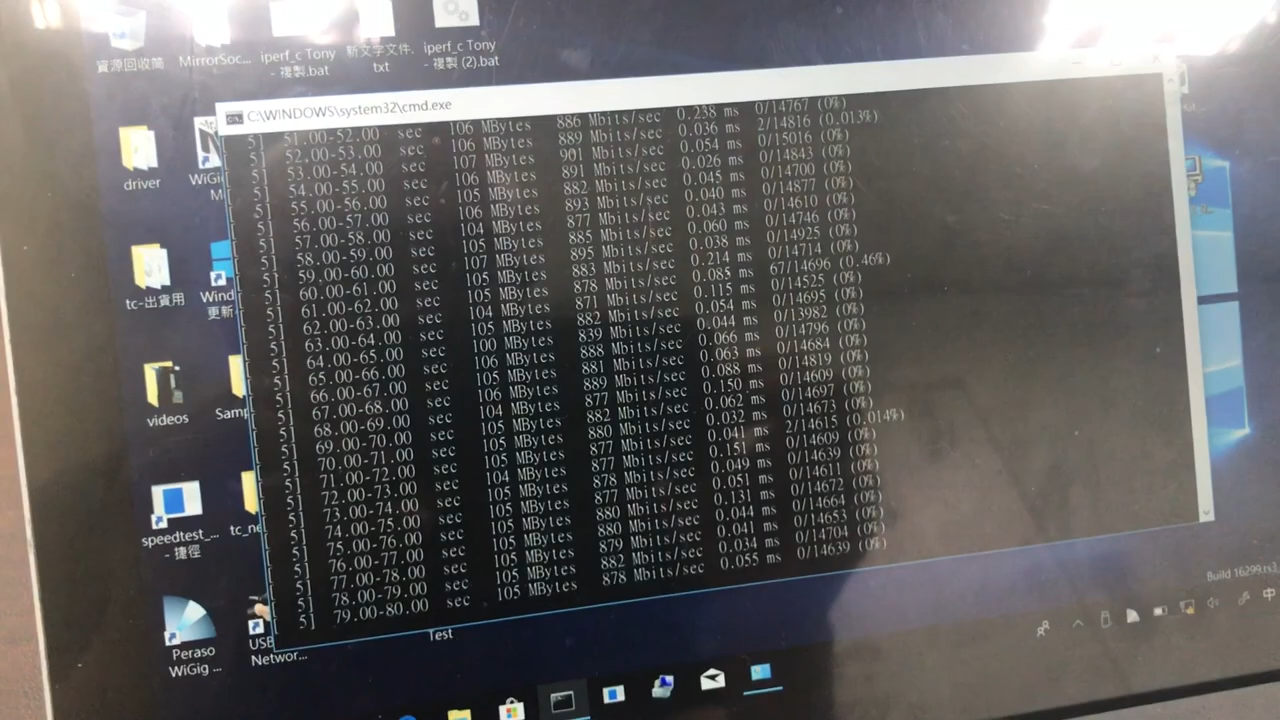 資源回收筒
MirrorSoc...
iperf_c Tony - 複製.bat
新文字文件.txt
iperf_c Tony - 複製 (2).bat
driver
tc-出貨用
videos
speedtest_... - 捷徑
Peraso WiGig ...
USB Networ...
Test
C:\WINDOWS\system32\cmd.exe
5] 51.00-52.00 sec 106 MBytes 886 Mbits/sec 0.238 ms 0/14767 (0%)
5] 52.00-53.00 sec 106 MBytes 889 Mbits/sec 0.036 ms 2/14816 (0.013%)
5] 53.00-54.00 sec 107 MBytes 901 Mbits/sec 0.054 ms 0/15016 (0%)
5] 54.00-55.00 sec 106 MBytes 891 Mbits/sec 0.026 ms 0/14843 (0%)
5] 55.00-56.00 sec 105 MBytes 882 Mbits/sec 0.045 ms 0/14700 (0%)
5] 56.00-57.00 sec 106 MBytes 893 Mbits/sec 0.040 ms 0/14877 (0%)
5] 57.00-58.00 sec 104 MBytes 877 Mbits/sec 0.043 ms 0/14610 (0%)
5] 58.00-59.00 sec 105 MBytes 885 Mbits/sec 0.060 ms 0/14746 (0%)
5] 59.00-60.00 sec 107 MBytes 895 Mbits/sec 0.038 ms 0/14925 (0%)
5] 60.00-61.00 sec 105 MBytes 883 Mbits/sec 0.214 ms 0/14714 (0%)
5] 61.00-62.00 sec 105 MBytes 878 Mbits/sec 0.085 ms 67/14696 (0.46%)
5] 62.00-63.00 sec 104 MBytes 871 Mbits/sec 0.115 ms 0/14525 (0%)
5] 63.00-64.00 sec 105 MBytes 882 Mbits/sec 0.054 ms 0/14695 (0%)
5] 64.00-65.00 sec 100 MBytes 839 Mbits/sec 0.044 ms 0/13982 (0%)
5] 65.00-66.00 sec 106 MBytes 888 Mbits/sec 0.066 ms 0/14796 (0%)
5] 66.00-67.00 sec 105 MBytes 881 Mbits/sec 0.063 ms 0/14684 (0%)
5] 67.00-68.00 sec 106 MBytes 889 Mbits/sec 0.088 ms 0/14819 (0%)
5] 68.00-69.00 sec 104 MBytes 877 Mbits/sec 0.150 ms 0/14609 (0%)
5] 69.00-70.00 sec 105 MBytes 882 Mbits/sec 0.062 ms 0/14697 (0%)
5] 70.00-71.00 sec 105 MBytes 880 Mbits/sec 0.032 ms 0/14673 (0%)
5] 71.00-72.00 sec 105 MBytes 877 Mbits/sec 0.041 ms 2/14615 (0.014%)
5] 72.00-73.00 sec 104 MBytes 877 Mbits/sec 0.151 ms 0/14609 (0%)
5] 73.00-74.00 sec 105 MBytes 878 Mbits/sec 0.049 ms 0/14639 (0%)
5] 74.00-75.00 sec 105 MBytes 877 Mbits/sec 0.051 ms 0/14611 (0%)
5] 75.00-76.00 sec 105 MBytes 880 Mbits/sec 0.131 ms 0/14672 (0%)
5] 76.00-77.00 sec 105 MBytes 880 Mbits/sec 0.044 ms 0/14664 (0%)
5] 77.00-78.00 sec 105 MBytes 879 Mbits/sec 0.041 ms 0/14653 (0%)
5] 78.00-79.00 sec 105 MBytes 882 Mbits/sec 0.034 ms 0/14704 (0%)
5] 79.00-80.00 sec 105 MBytes 878 Mbits/sec 0.055 ms 0/14639 (0%)
Build 16299.rs3_
中